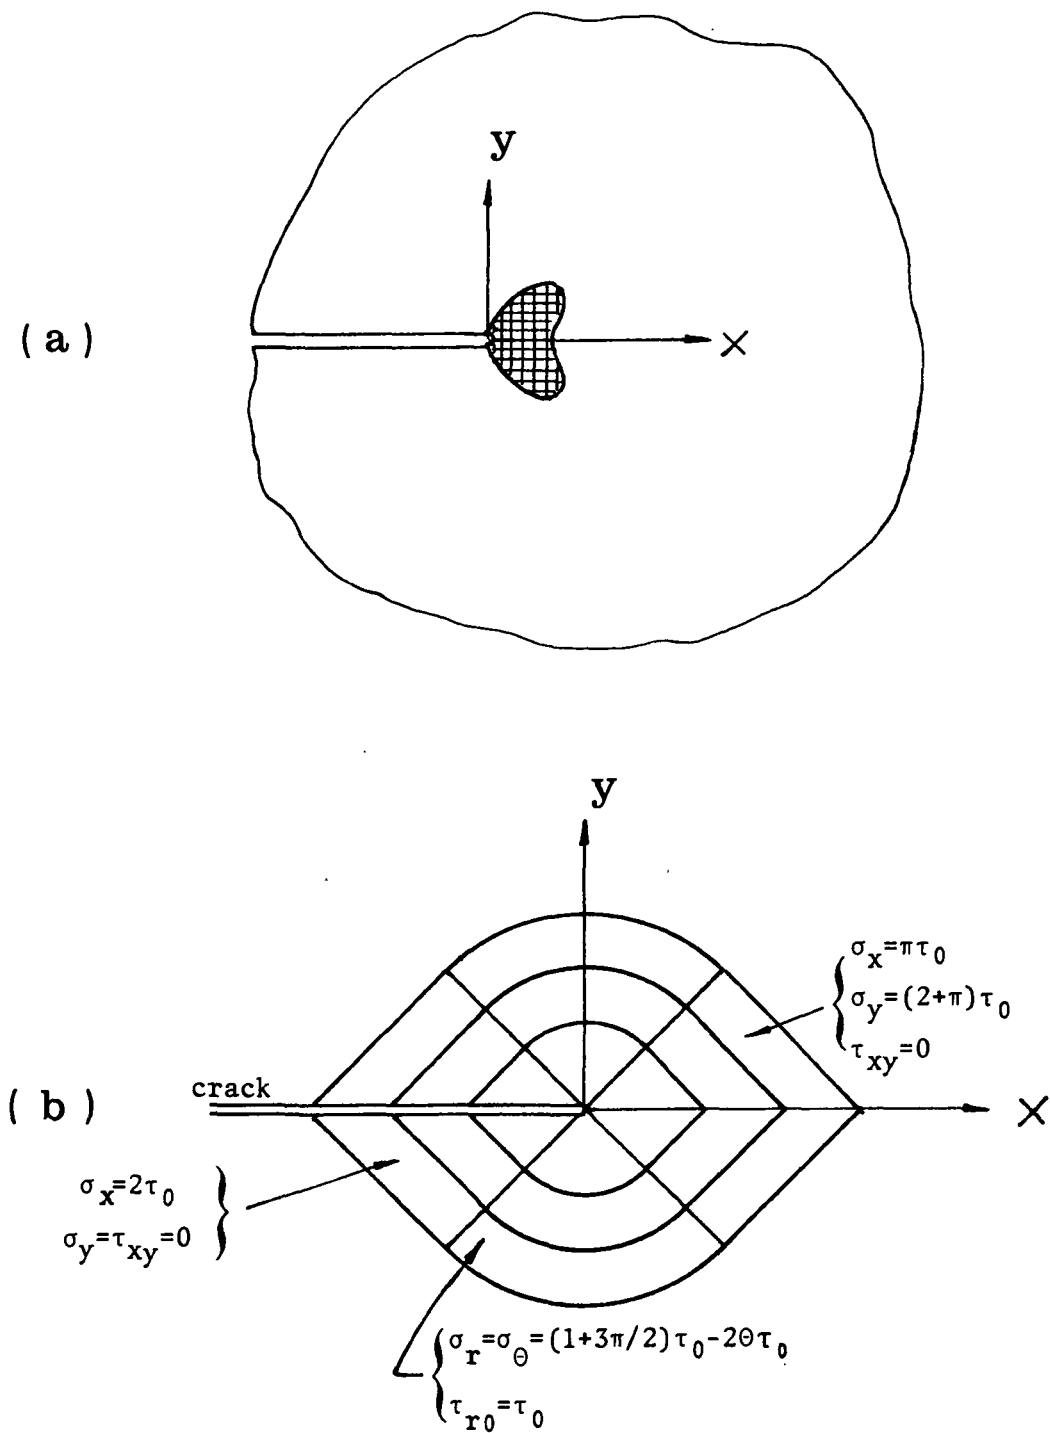 y
(a)
x
y
σx=πτ0
σy=(2+π)τ0
τxy=0
crack
(b)
x
σx=2τ0
σy=τxy=0
σr=σΘ=(1+3π/2)τ0-2Θτ0
τr0=τ0